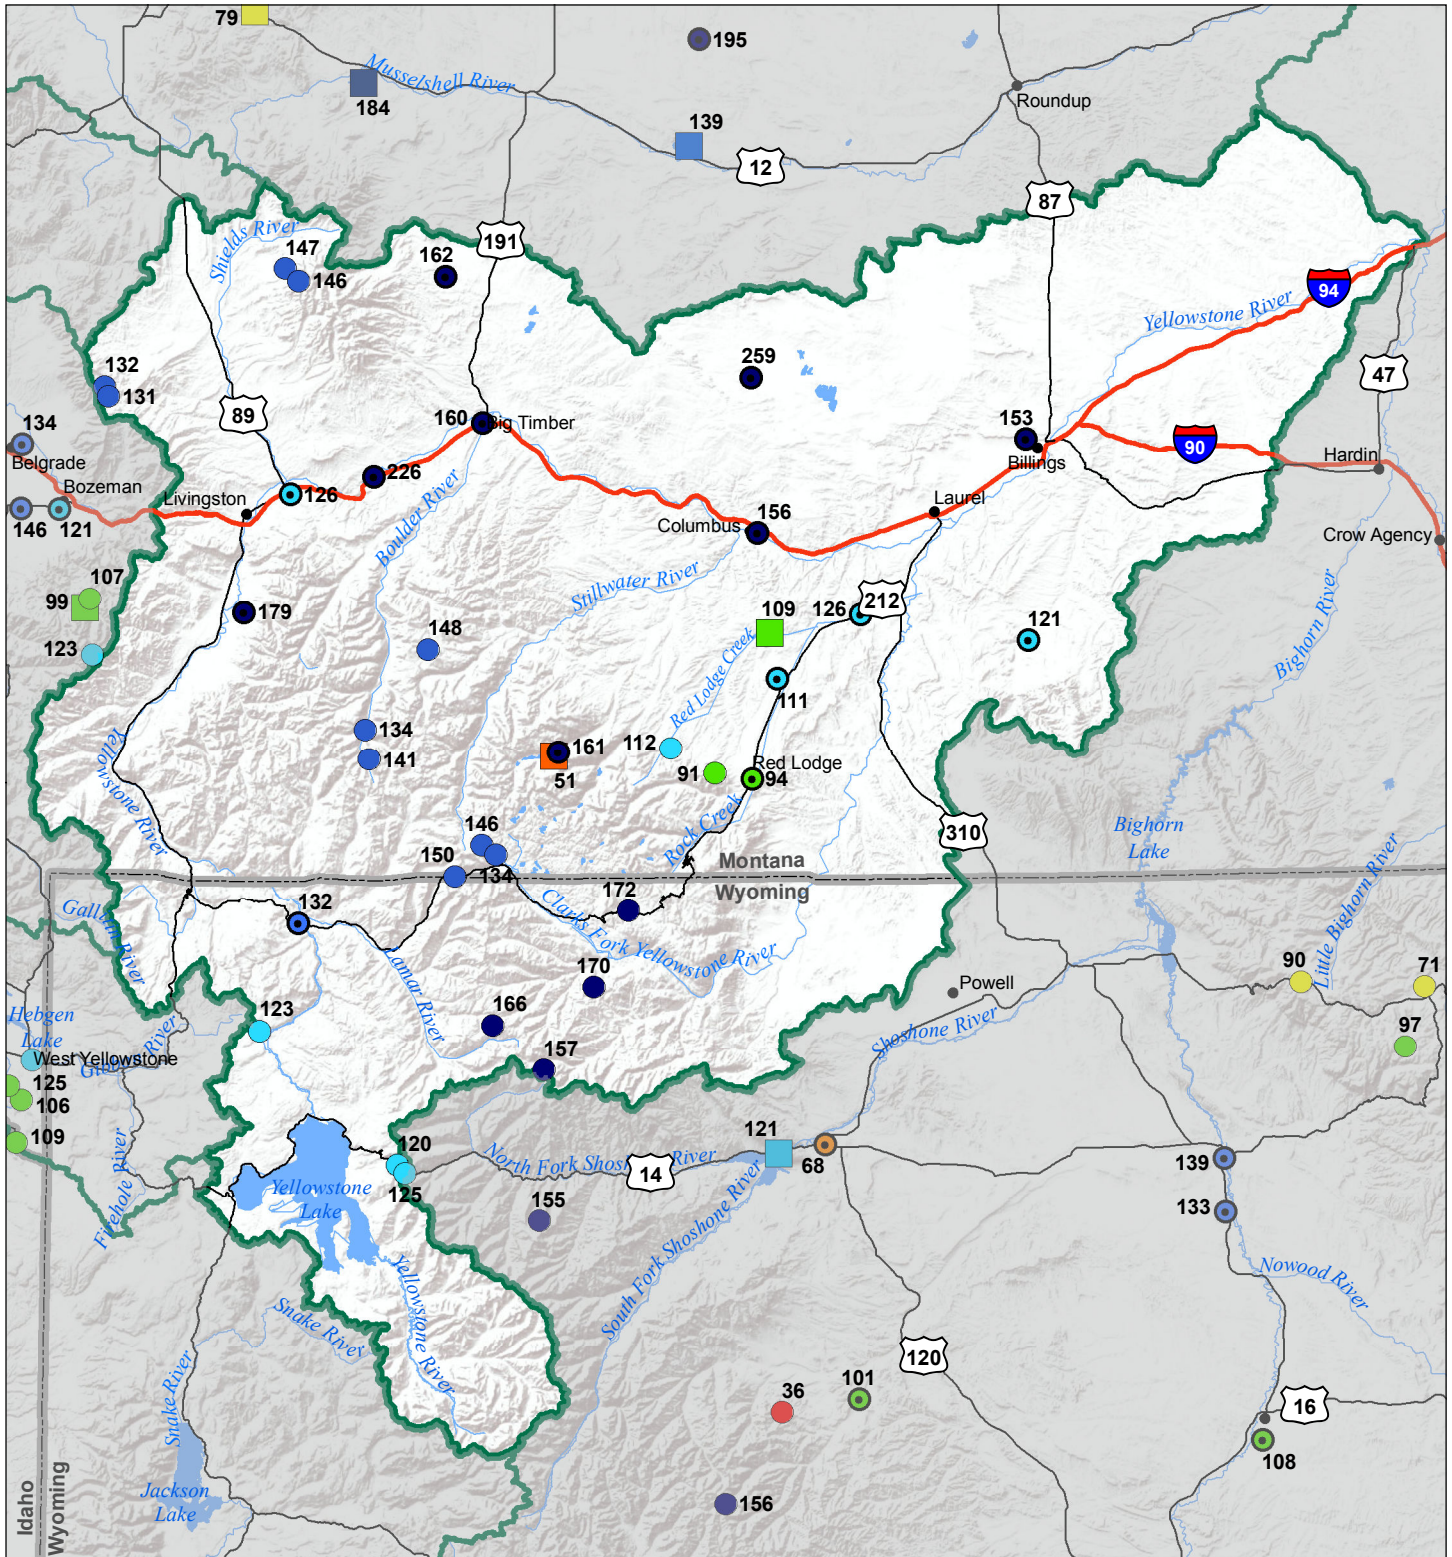 79
195
Musselshell River
184
Roundup
139
12
87
191
Shields River
147
146
162
94
Yellowstone River
259
132
131
47
89
160
Big Timber
153
134
Belgrade
Billings
90
Hardin
226
Bozeman
Livingston
126
146
121
Boulder River
Laurel
156
Columbus
Crow Agency
Stillwater River
107
99
179
109
126
212
121
123
148
Red Lodge Creek
111
Bighorn River
134
141
112
161
51
91
Red Lodge
94
Yellowstone River
Rock Creek
310
Bighorn
Lake
146
150
134
Montana
Wyoming
172
Little Bighorn River
Gallatin River
132
Clarks Fork Yellowstone River
Lamar River
170
90
71
Powell
Hebgen
Lake
123
166
Shoshone River
West Yellowstone
Gibbon River
157
97
125
106
109
120
125
North Fork Shoshone River
14
121
68
139
Firehole River
Yellowstone
Lake
155
133
South Fork Shoshone River
Nowood River
Yellowstone River
Snake River
120
Snake River
36
101
16
108
Jackson
Lake
156
Idaho
Wyoming